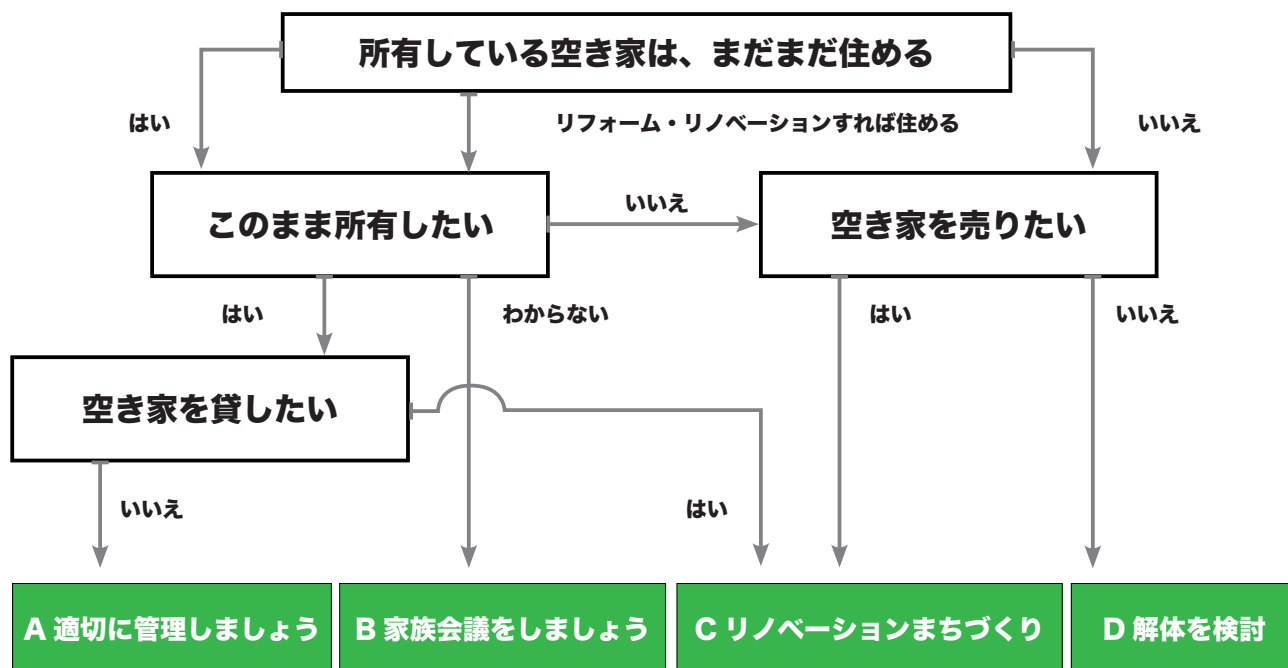 所有している空き家は、まだまだ住める
はい
リフォーム・リノベーションすれば住める
いいえ
このまま所有したい
いいえ
空き家を売りたい
はい
わからない
はい
いいえ
空き家を貸したい
いいえ
はい
A 適切に管理しましょう
B 家族会議をしましょう
C リノベーションまちづくり
D 解体を検討